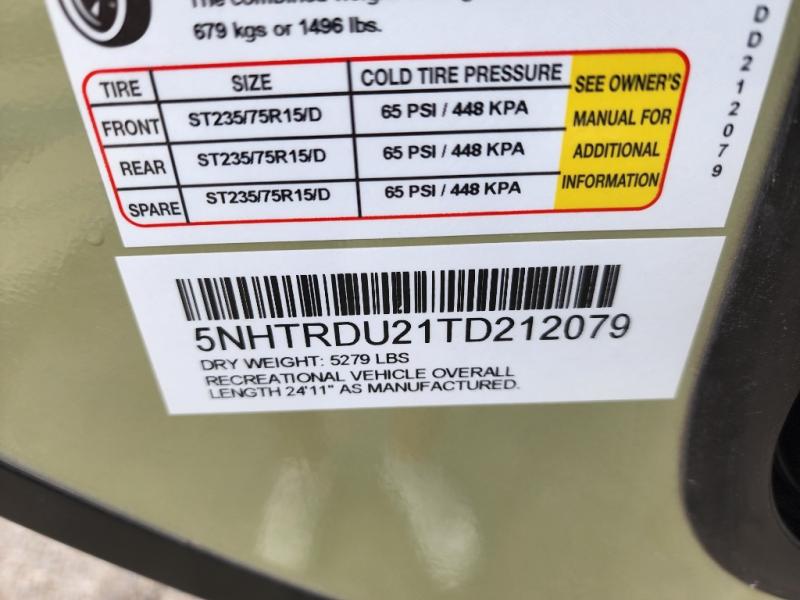 679 kgs or 1496 lbs.
TIRE SIZE COLD TIRE PRESSURE SEE OWNER'S MANUAL FOR ADDITIONAL INFORMATION
FRONT ST235/75R15/D 65 PSI / 448 KPA
REAR ST235/75R15/D 65 PSI / 448 KPA
SPARE ST235/75R15/D 65 PSI / 448 KPA
DD212079
5NHTRDU21TD212079
DRY WEIGHT: 5279 LBS
RECREATIONAL VEHICLE OVERALL
LENGTH 24'11" AS MANUFACTURED.